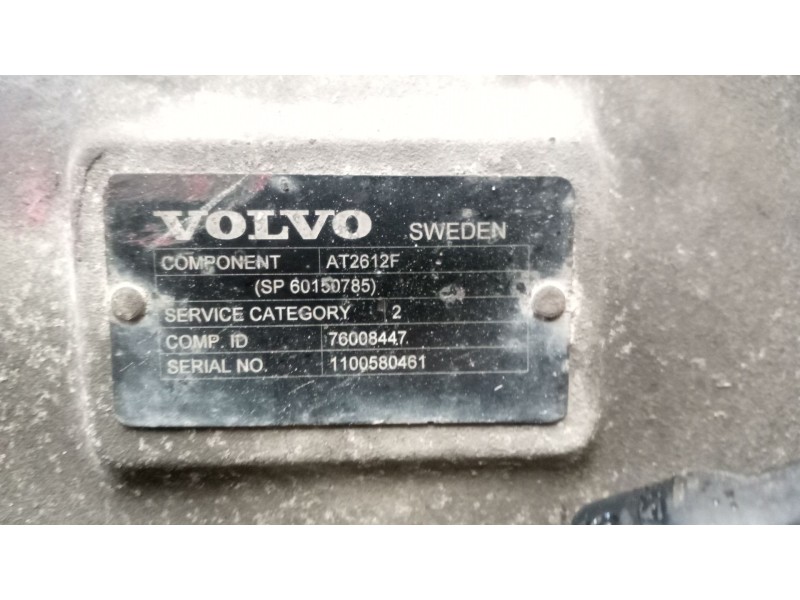 VOLVO SWEDEN
COMPONENT AT2612F
(SP 60150785)
SERVICE CATEGORY 2
COMP. ID 76008447
SERIAL NO. 1100580461